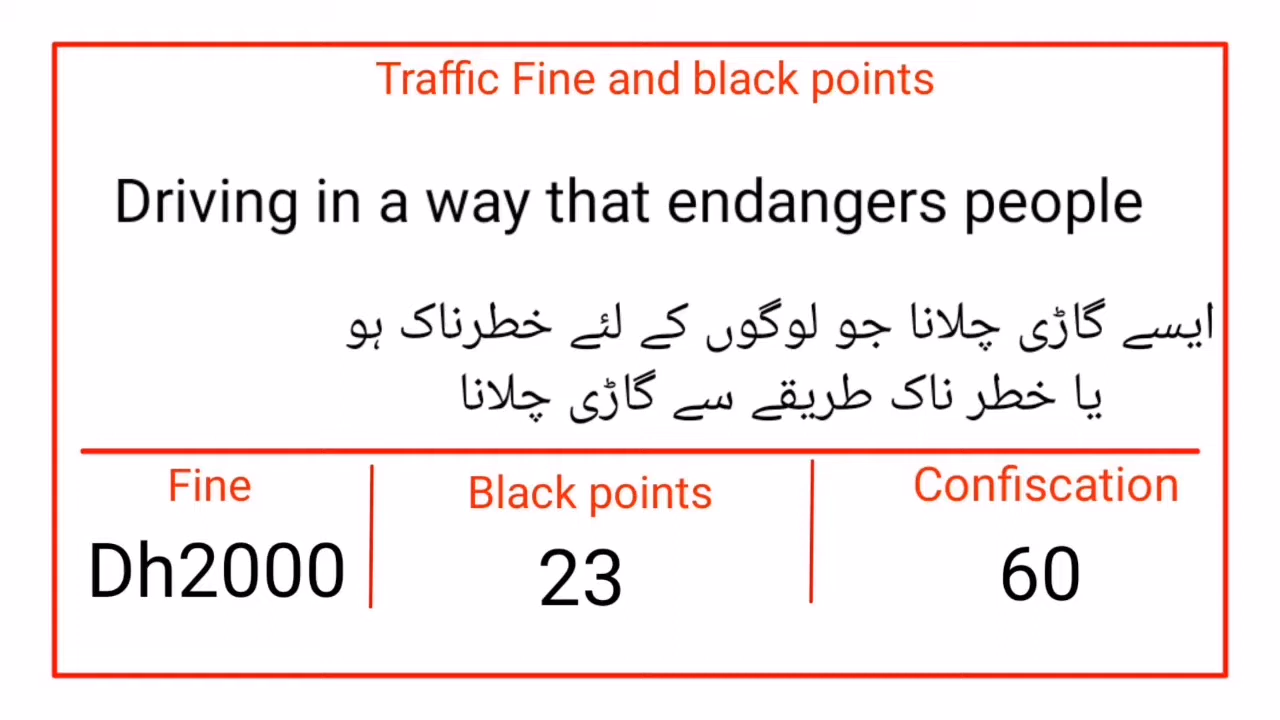 Traffic Fine and black points
Driving in a way that endangers people
ایسے گاڑی چلانا جو لوگوں کے لئے خطرناک ہو
یا خطر ناک طریقے سے گاڑی چلانا
Fine
Black points
Confiscation
Dh2000
23
60